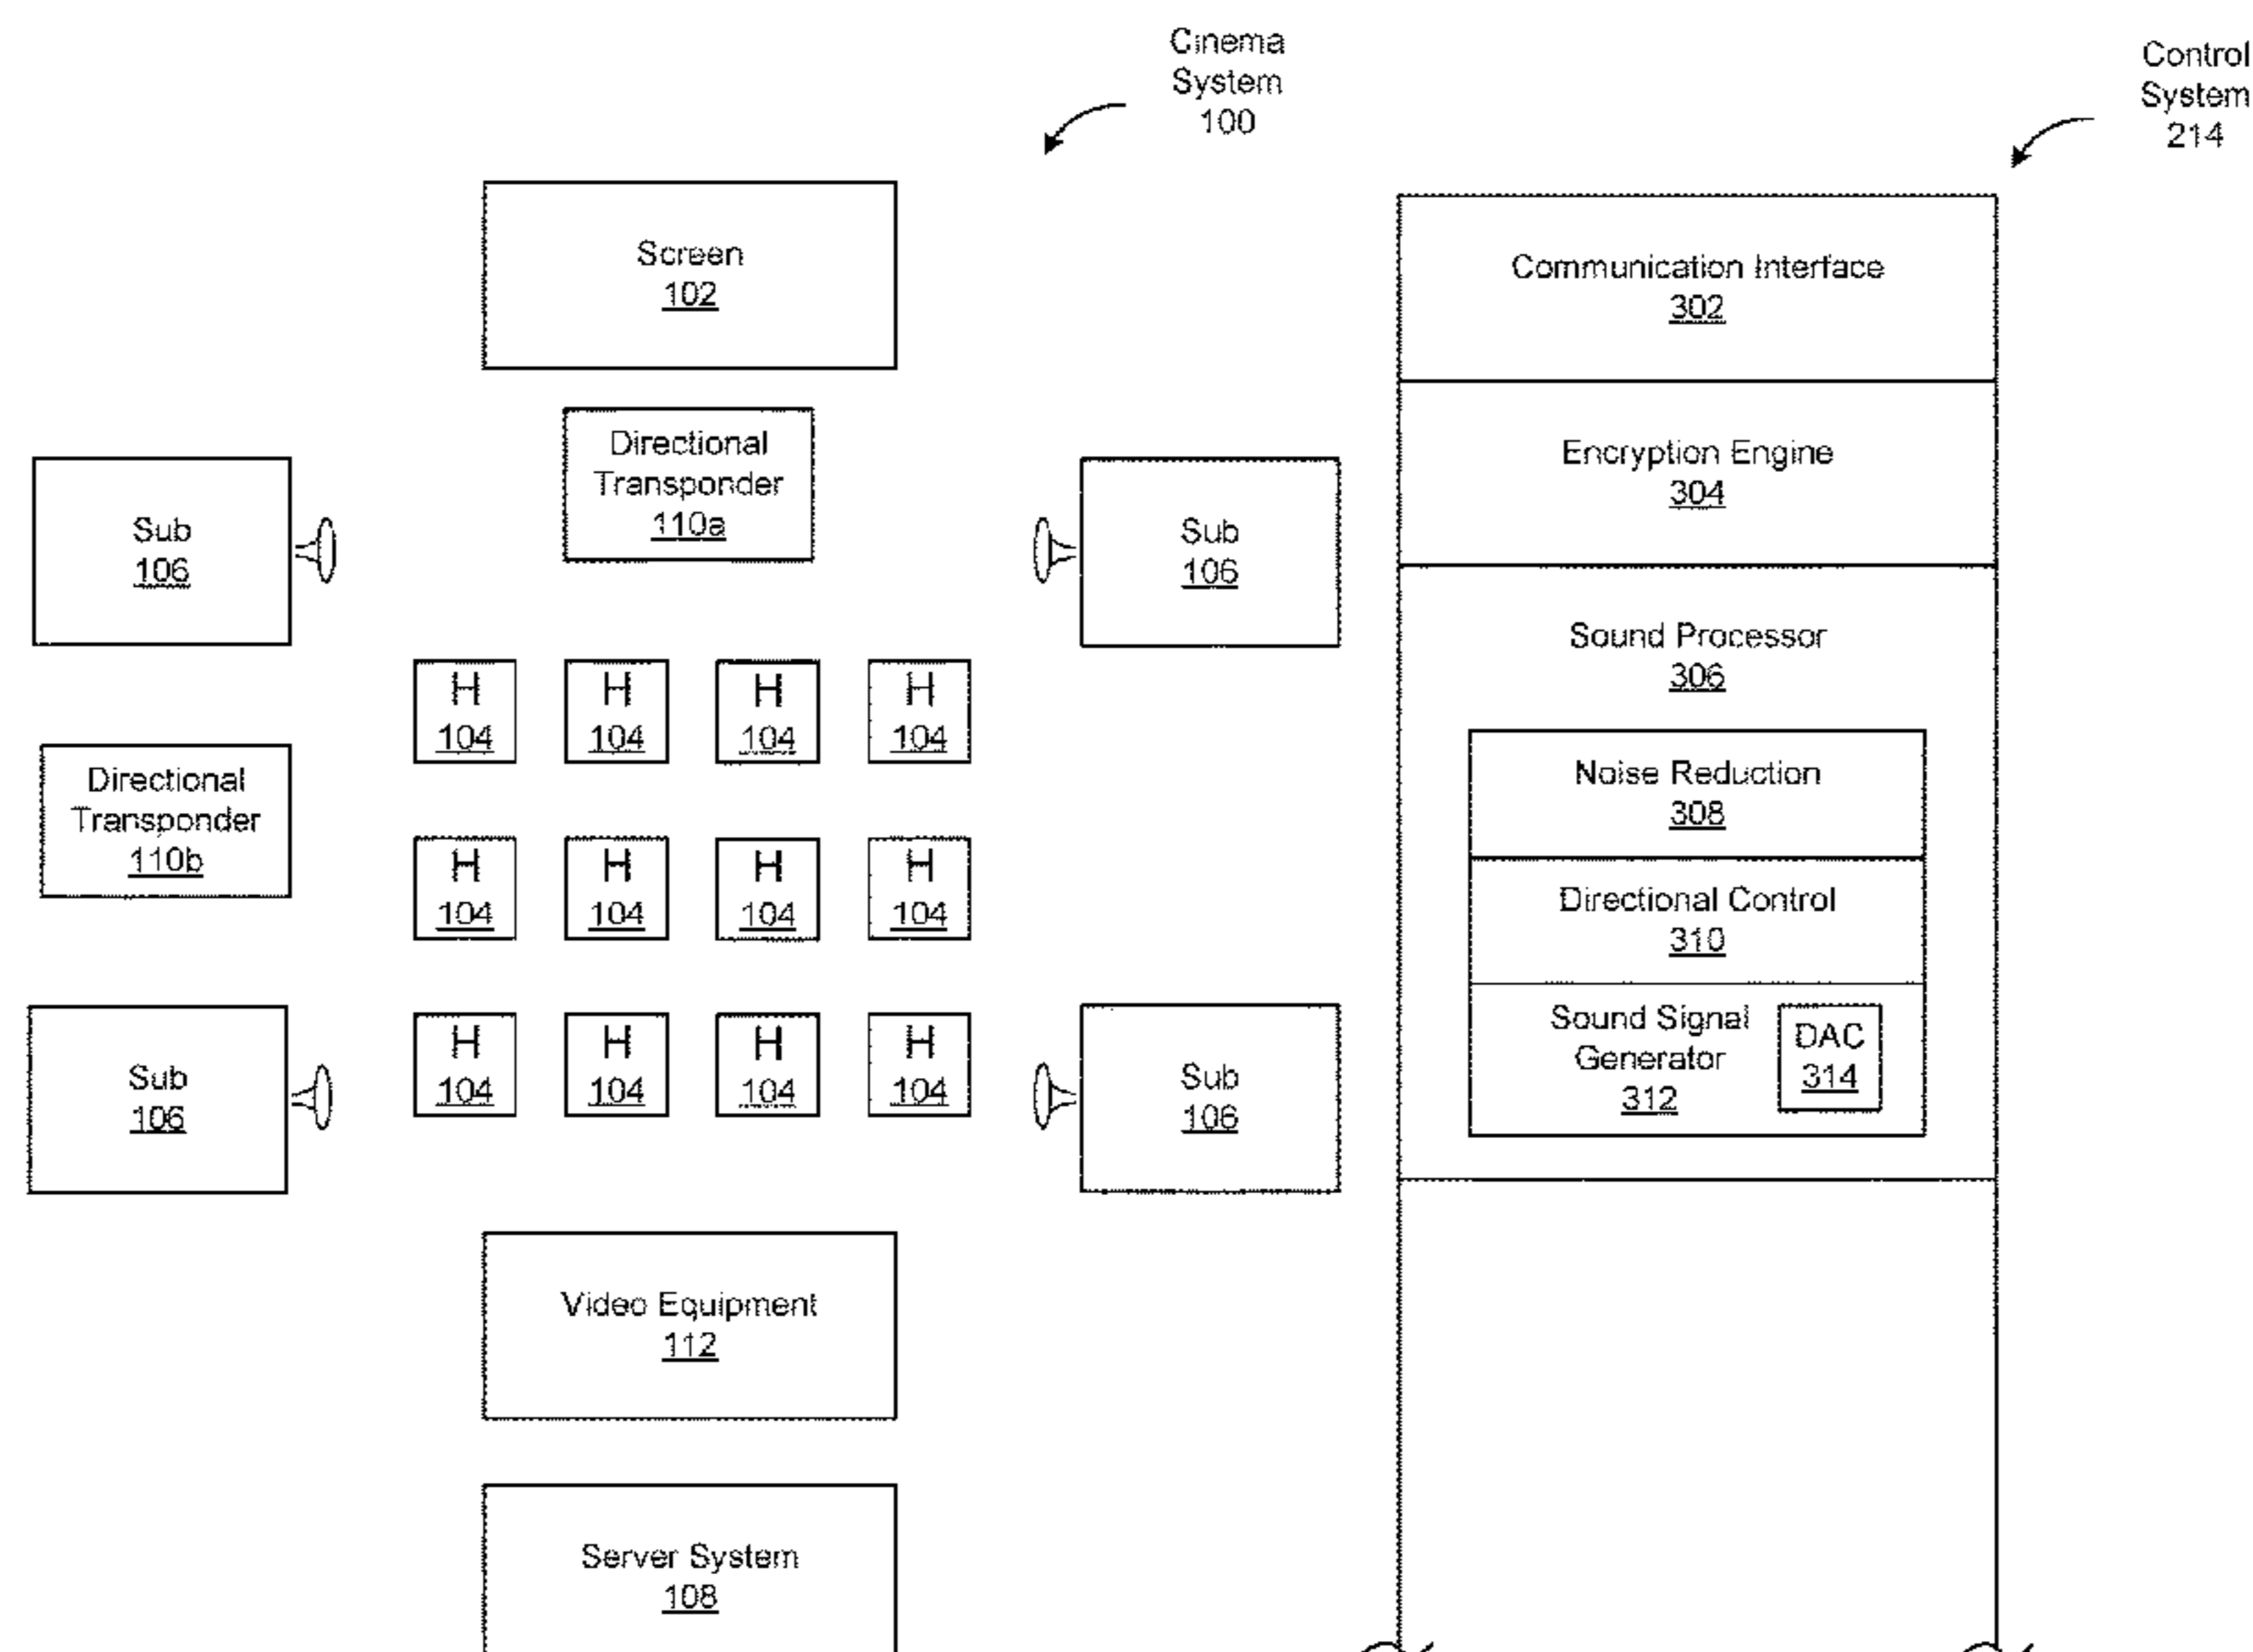 Cinema
System
100
Screen
102
Directional
Transponder
110a
Sub
106
Sub
106
H
104
H
104
H
104
H
104
Directional
Transponder
110b
H
104
H
104
H
104
H
104
Sub
106
H
104
H
104
H
104
H
104
Sub
106
Video Equipment
112
Server System
108
Control
System
214
Communication Interface
302
Encryption Engine
304
Sound Processor
306
Noise Reduction
308
Directional Control
310
Sound Signal
Generator
312
DAC
314